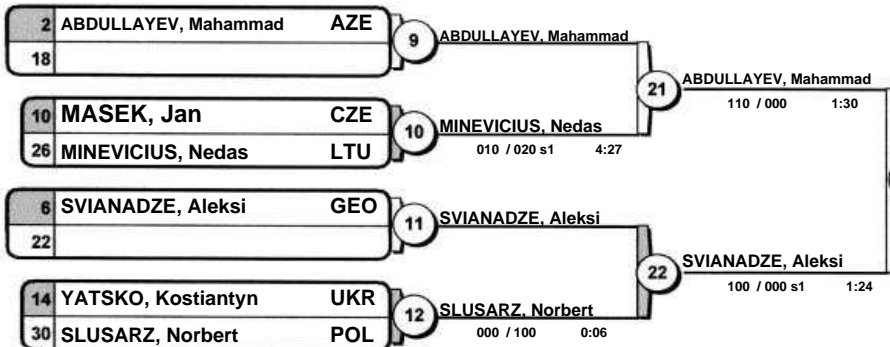 2 ABDULLAYEV, Mahammad AZE
18
9
ABDULLAYEV, Mahammad
10 MASEK, Jan CZE
26 MINEVICIUS, Nedas LTU
10
MINEVICIUS, Nedas
010 / 020 s1 4:27
21
ABDULLAYEV, Mahammad
110 / 000 1:30
6 SVIANADZE, Aleksi GEO
22
11
SVIANADZE, Aleksi
14 YATSKO, Kostiantyn UKR
30 SLUSARZ, Norbert POL
12
SLUSARZ, Norbert
000 / 100 0:06
22
SVIANADZE, Aleksi
100 / 000 s1 1:24